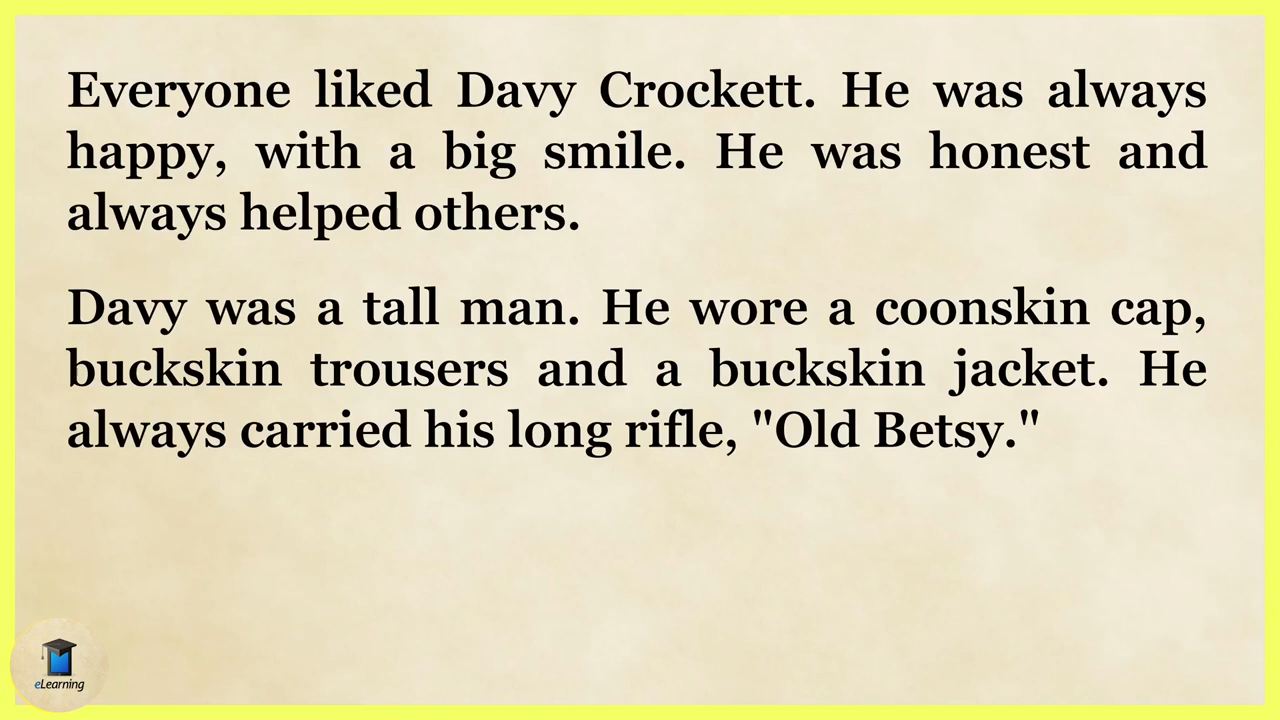 Everyone liked Davy Crockett. He was always
happy, with a big smile. He was honest and
always helped others.
Davy was a tall man. He wore a coonskin cap,
buckskin trousers and a buckskin jacket. He
always carried his long rifle, "Old Betsy."
eLearning